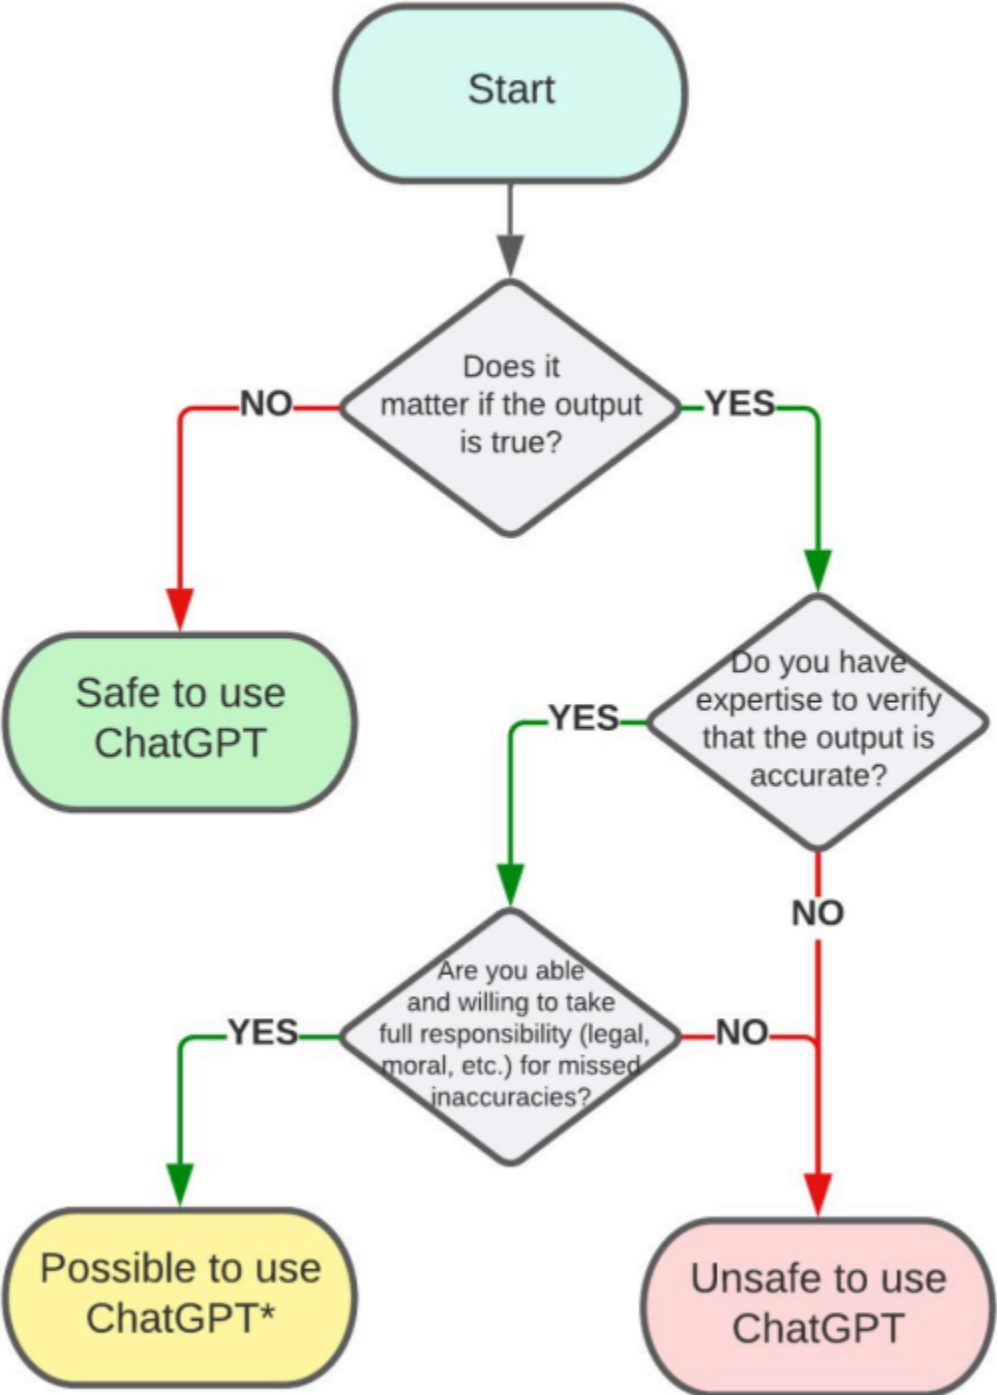 Start
Does it
matter if the output
is true?
NO
YES
Safe to use
ChatGPT
Do you have
expertise to verify
that the output is
accurate?
YES
NO
Are you able
and willing to take
full responsibility (legal,
moral, etc.) for missed
inaccuracies?
YES
NO
Possible to use
ChatGPT*
Unsafe to use
ChatGPT